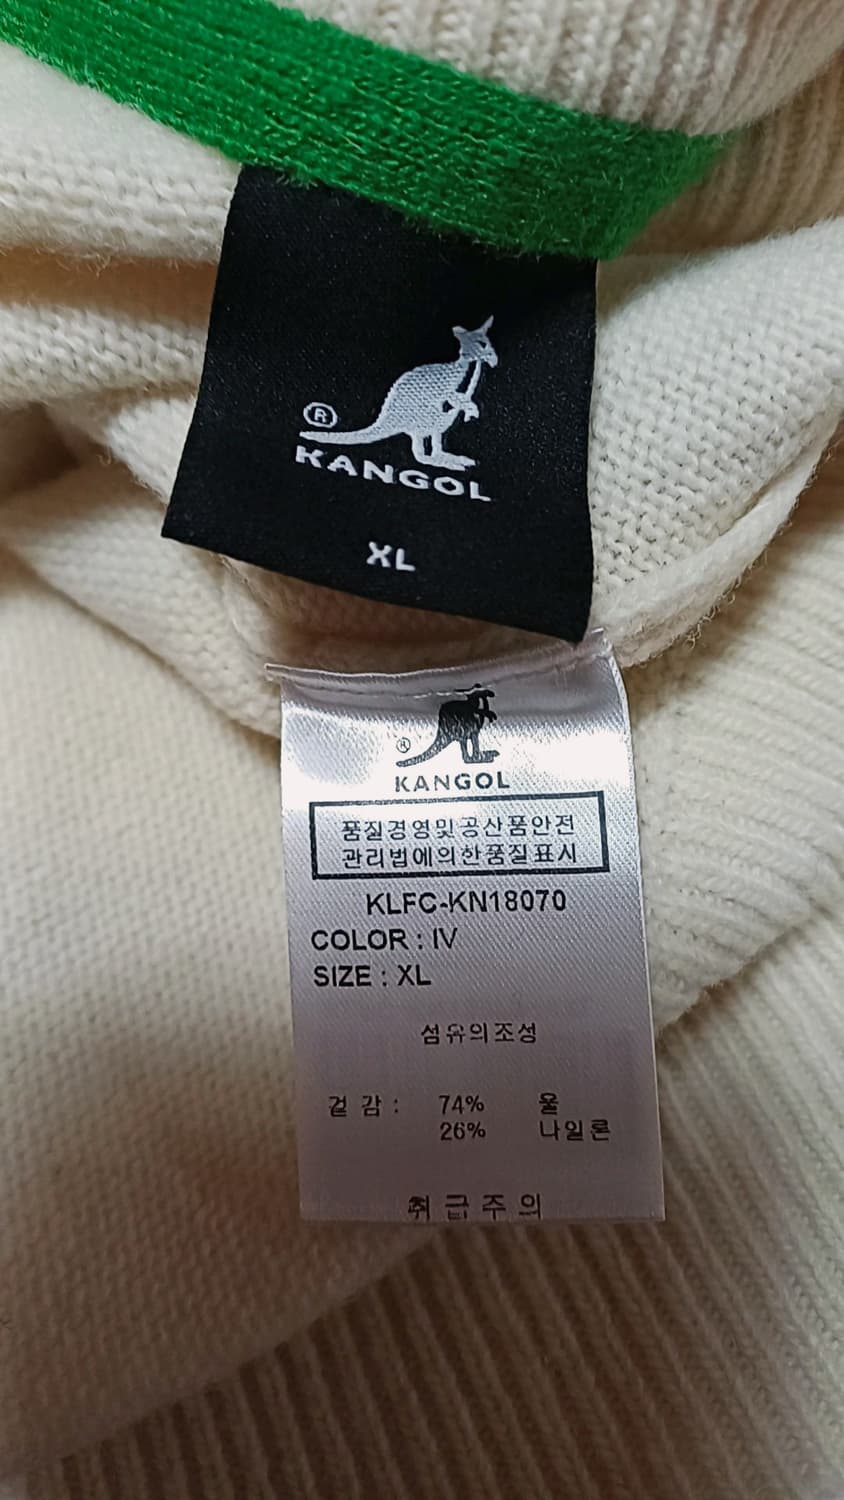 ®
KANGOL
XL
®
KANGOL
품질경영및공산품안전
관리법에의한품질표시
KLFC-KN18070
COLOR : IV
SIZE : XL
섬유의조성
겉 감 : 74% 울
26% 나일론
취 급 주 의